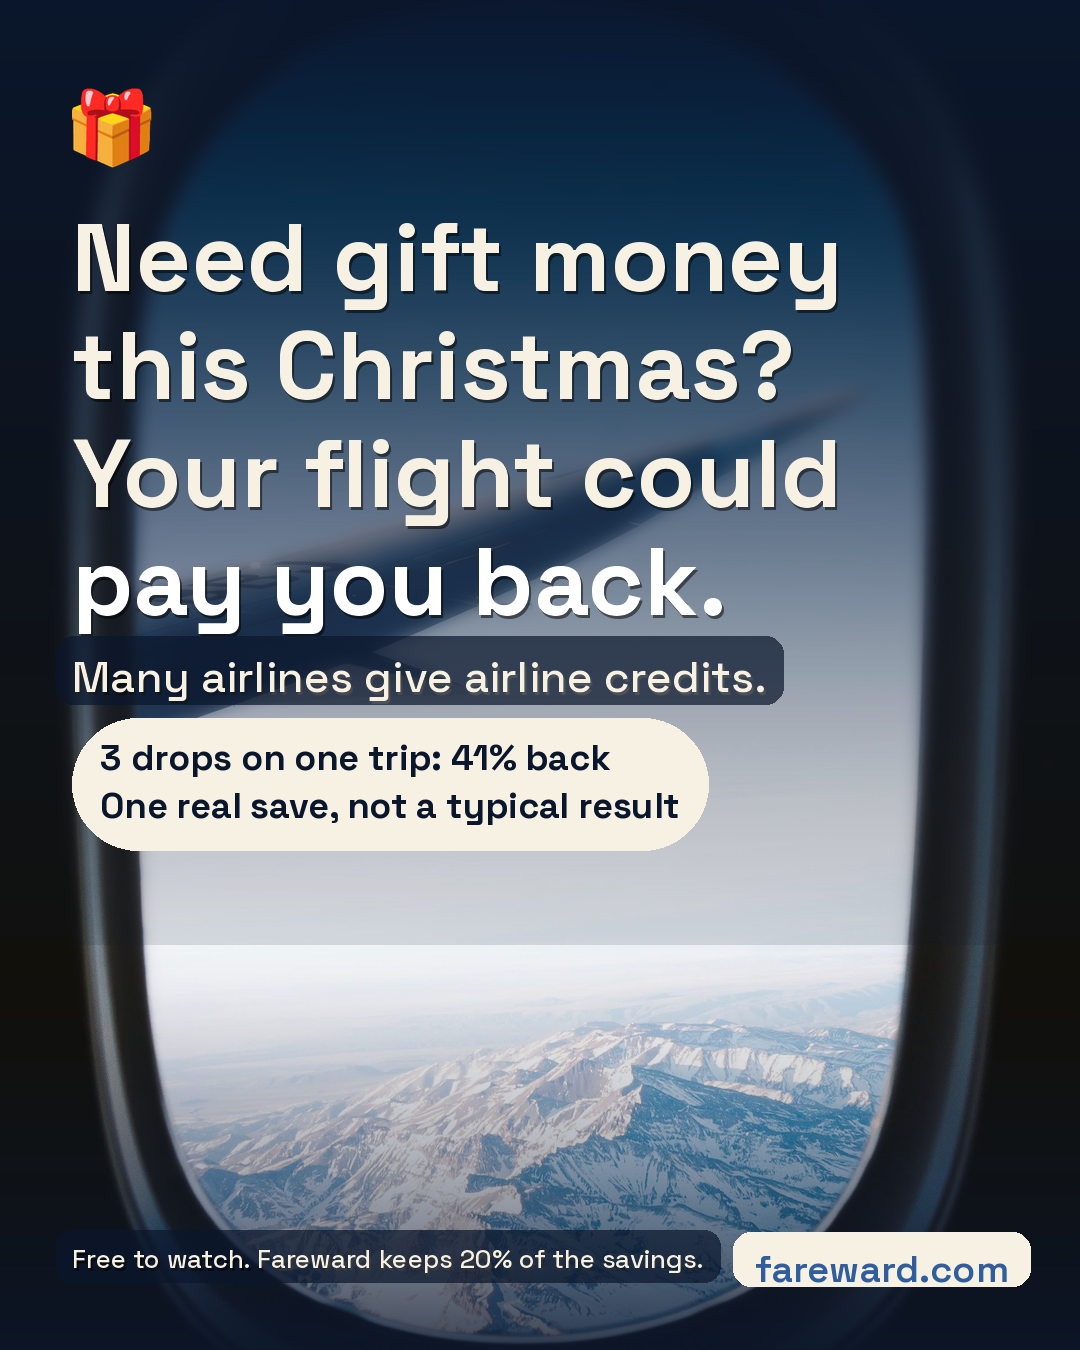 Need gift money
this Christmas?
Your flight could
pay you back.
Many airlines give airline credits.
3 drops on one trip: 41% back
One real save, not a typical result
Free to watch. Fareward keeps 20% of the savings.
fareward.com